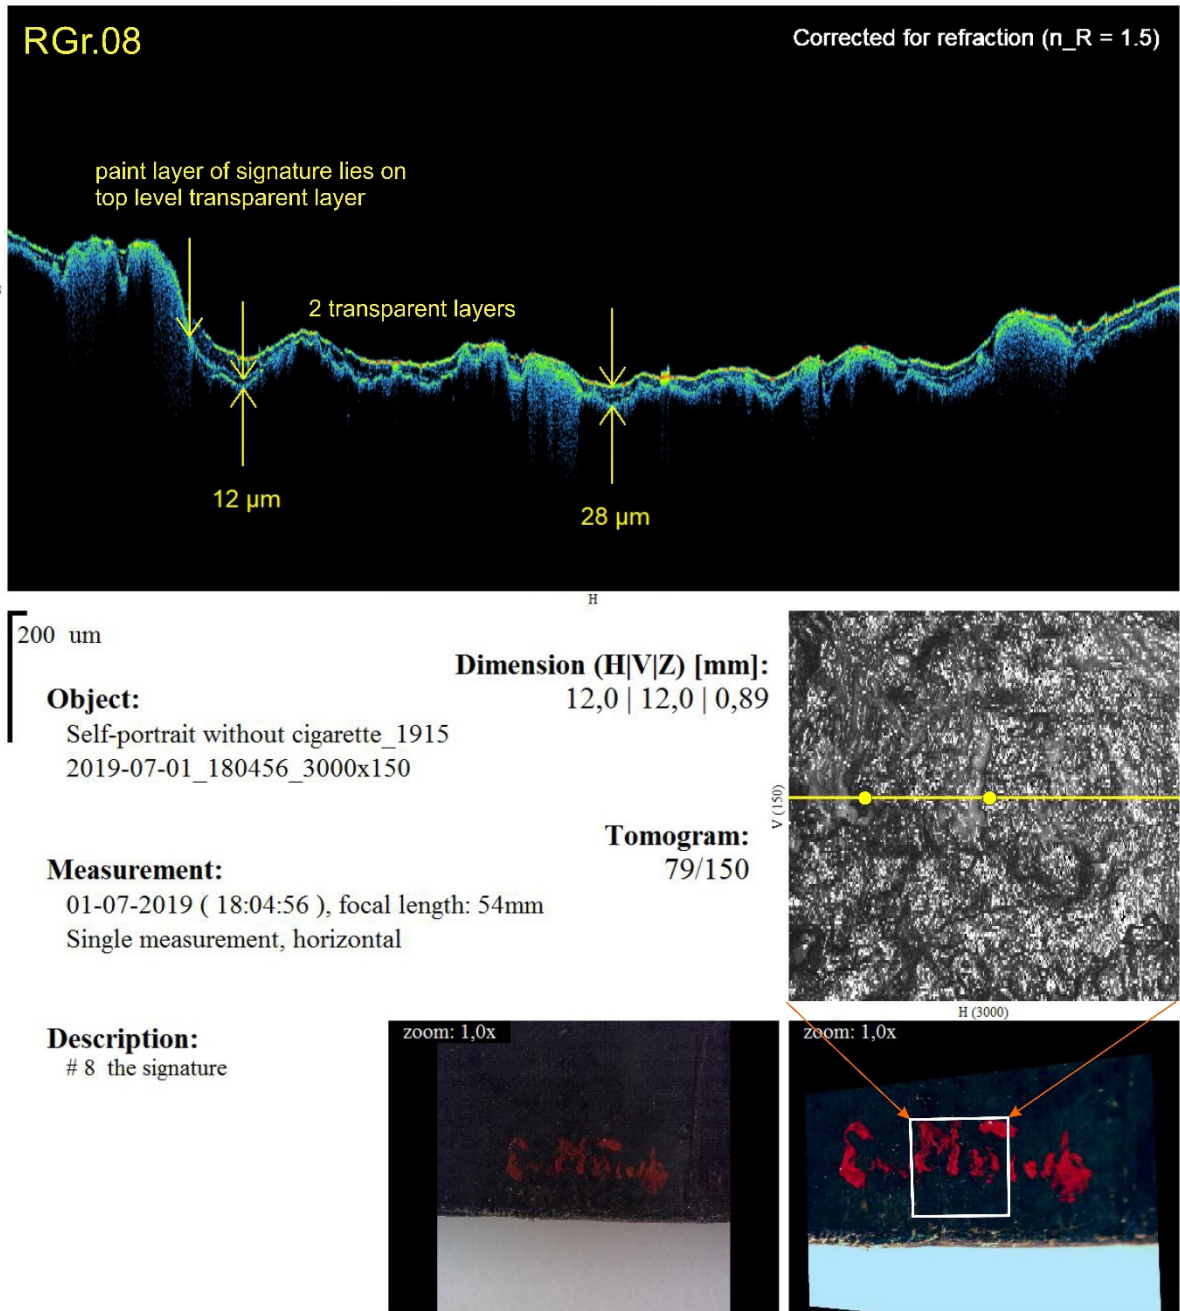 RGr.08
Corrected for refraction (n_R = 1.5)
paint layer of signature lies on
top level transparent layer
2 transparent layers
12 µm
28 µm
H
200 um
Dimension (H|V|Z) [mm]:
12,0 | 12,0 | 0,89
Object:
Self-portrait without cigarette_1915
2019-07-01_180456_3000x150
Tomogram:
79/150
Measurement:
01-07-2019 ( 18:04:56 ), focal length: 54mm
Single measurement, horizontal
V (150)
H (3000)
Description:
# 8 the signature
zoom: 1,0x
zoom: 1,0x